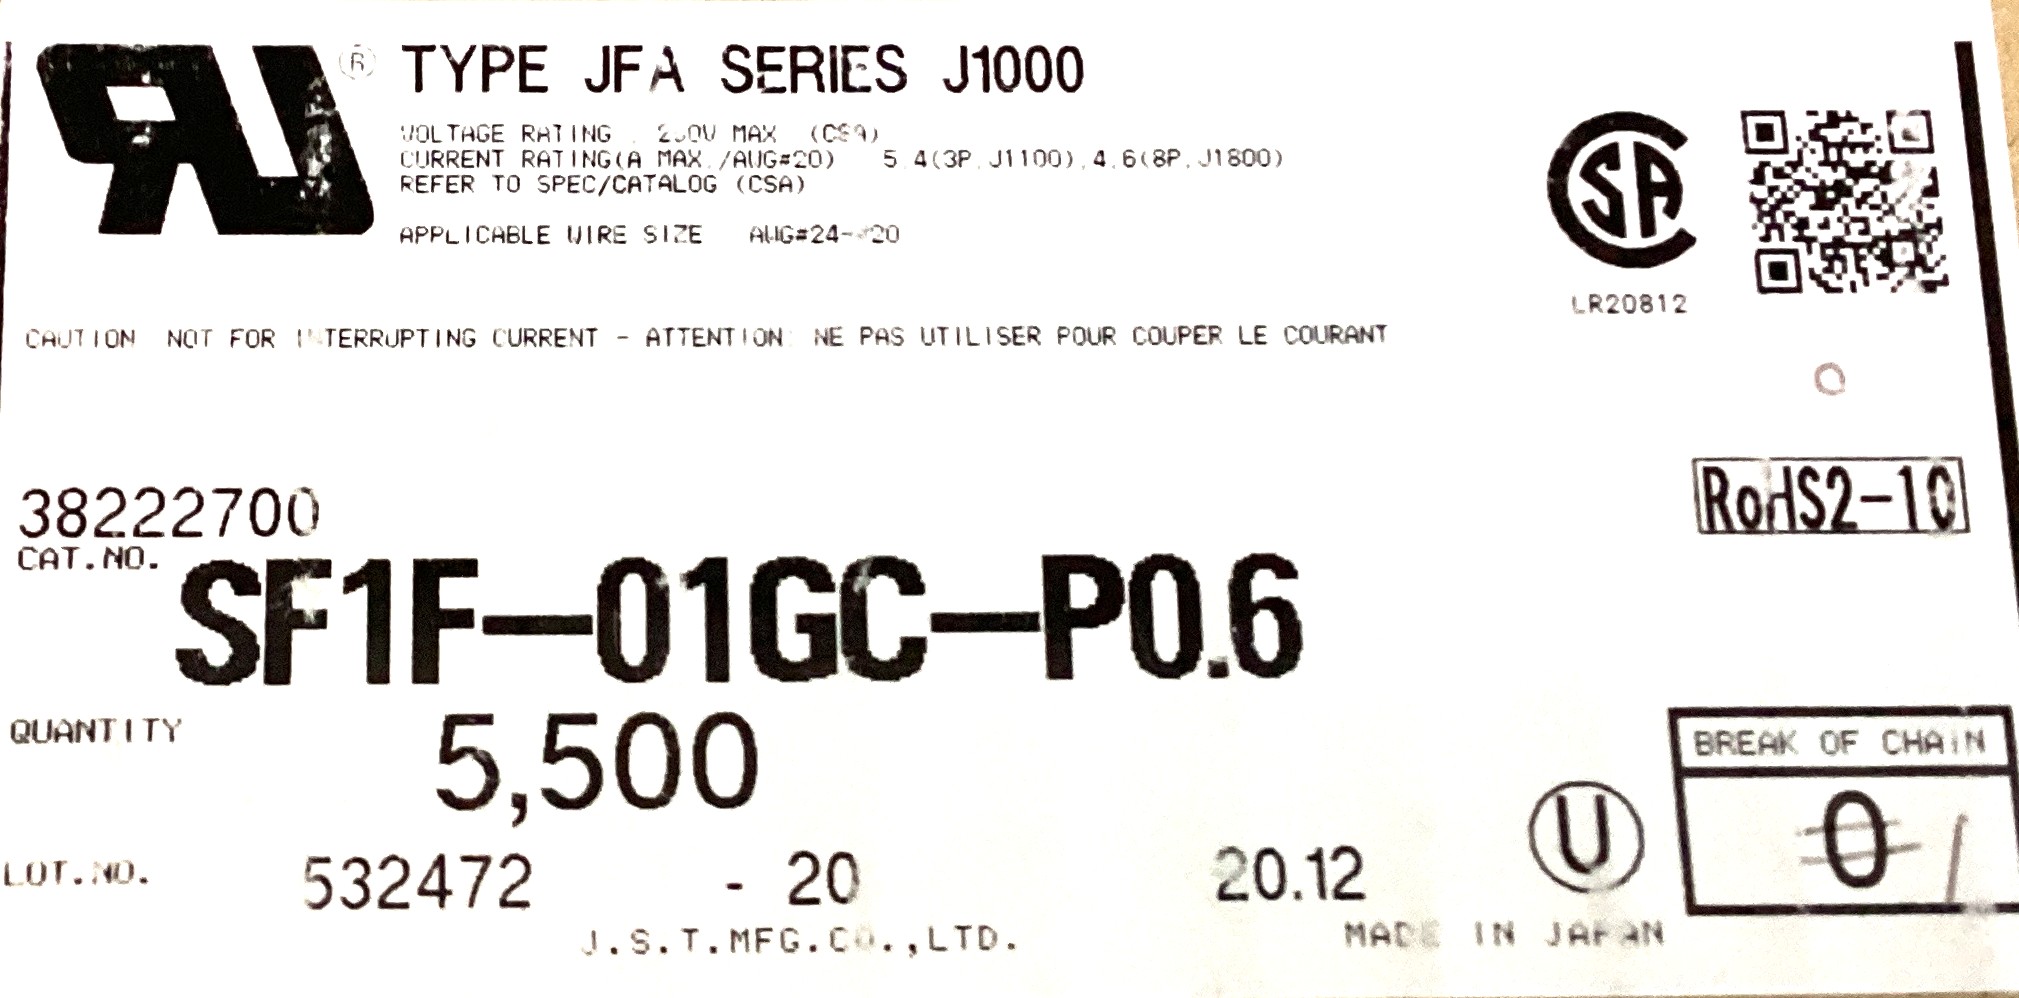 ® TYPE JFA SERIES J1000
VOLTAGE RATING 250V MAX (CSA)
CURRENT RATING(A MAX./AWG#20) 5.4(3P. J1100),4.6(8P. J1800)
REFER TO SPEC/CATALOG (CSA)
APPLICABLE WIRE SIZE AWG#24-#20
CSA
LR20812
CAUTION NOT FOR INTERRUPTING CURRENT - ATTENTION: NE PAS UTILISER POUR COUPER LE COURANT
RoHS2-10
38222700
CAT.NO.
SF1F-01GC-P0.6
QUANTITY 5,500
BREAK OF CHAIN
0 1
U
LOT.NO. 532472 - 20 20.12
J.S.T.MFG.CO.,LTD. MADE IN JAPAN